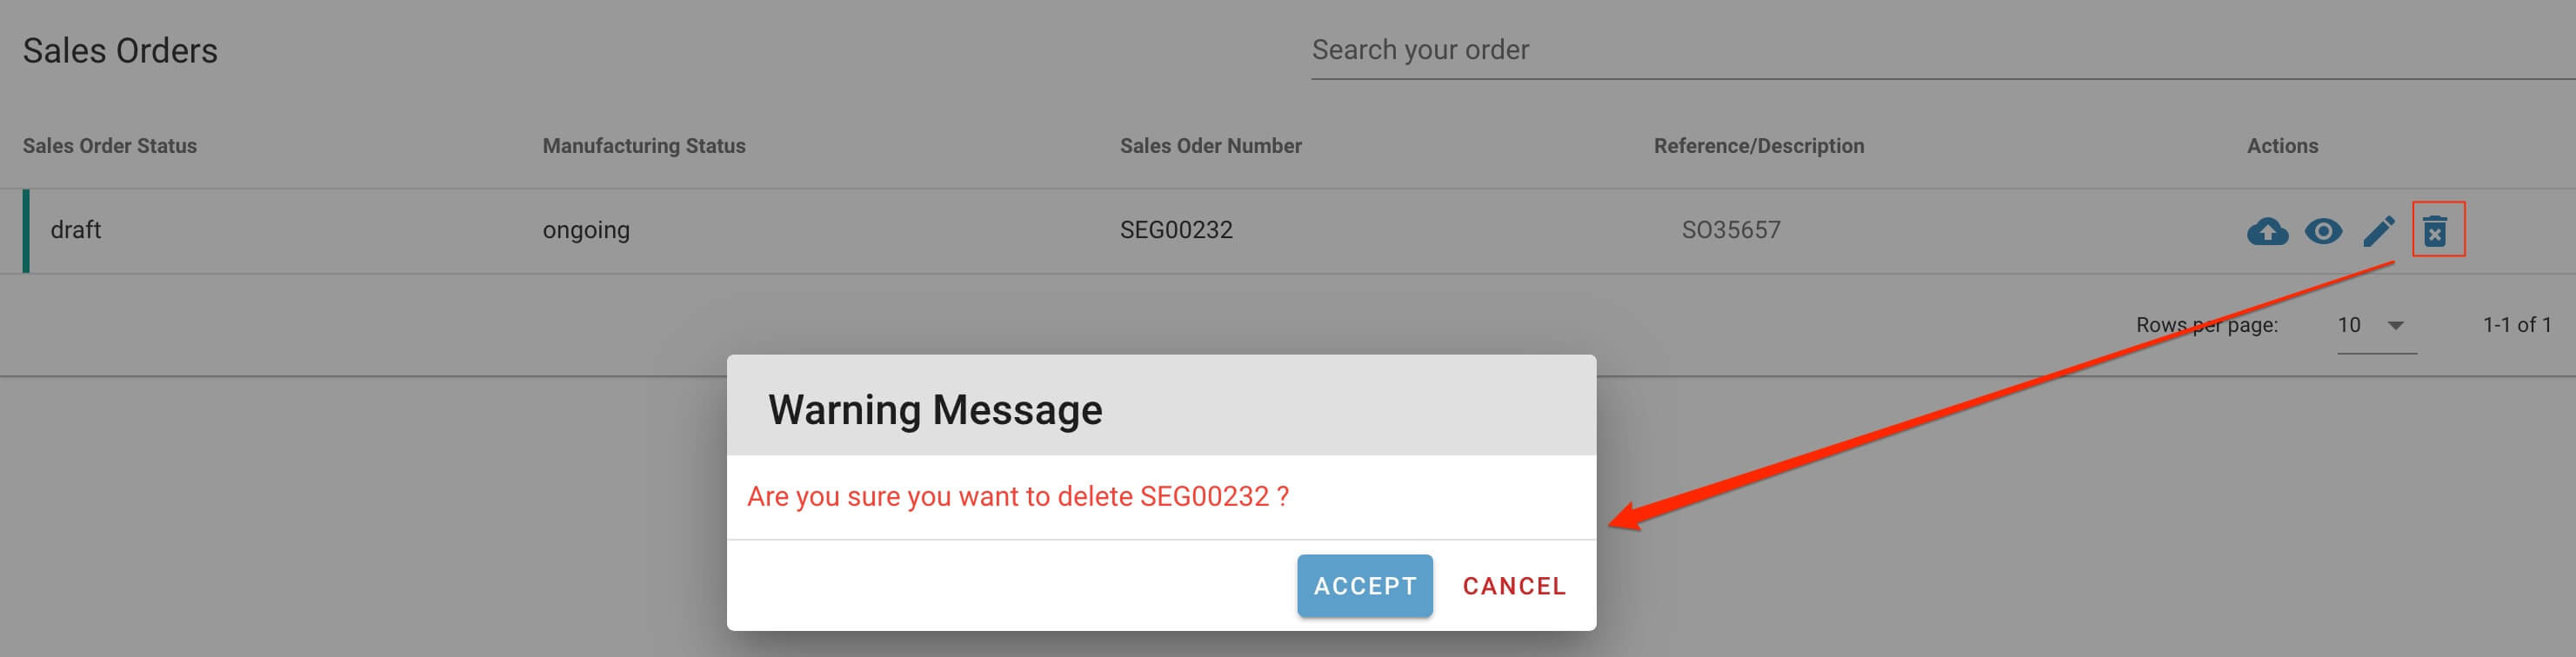 Sales Orders
Search your order
Sales Order Status Manufacturing Status Sales Oder Number Reference/Description Actions
draft ongoing SEG00232 SO35657
Rows per page: 10 1-1 of 1
Warning Message
Are you sure you want to delete SEG00232 ?
ACCEPT CANCEL